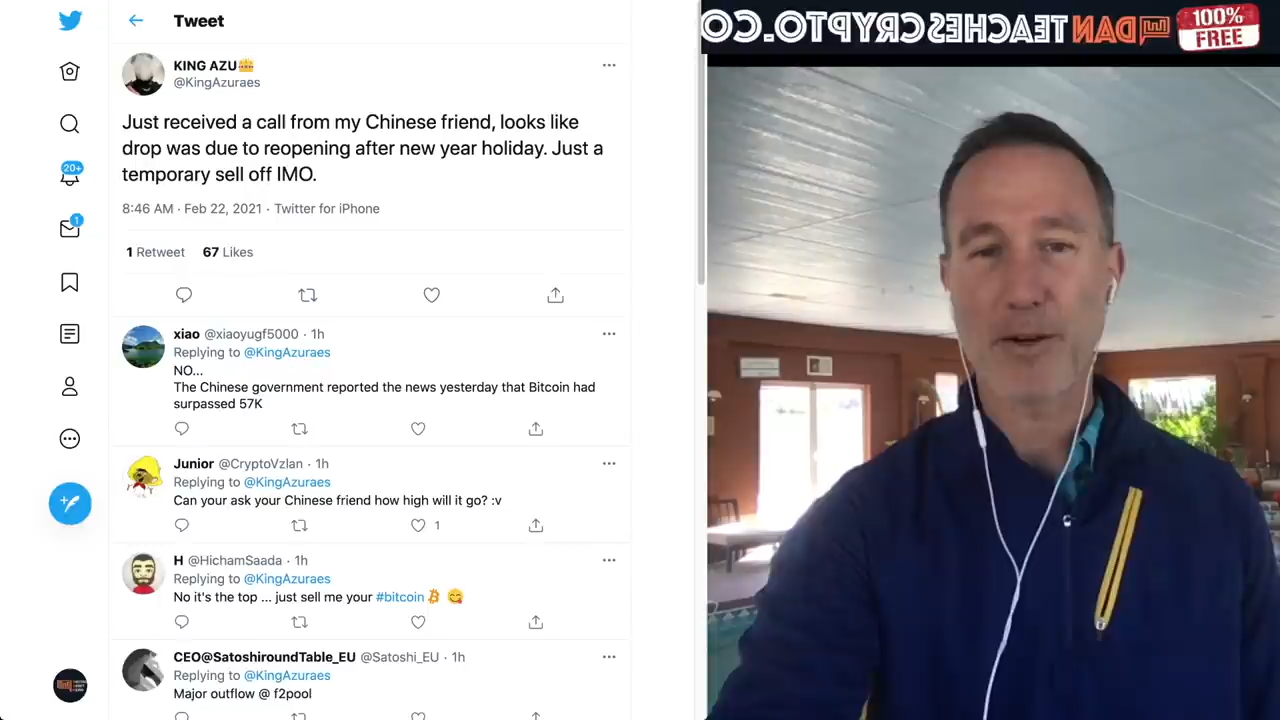 Tweet
KING AZU👑
@KingAzuraes
Just received a call from my Chinese friend, looks like
drop was due to reopening after new year holiday. Just a
temporary sell off IMO.
8:46 AM · Feb 22, 2021 · Twitter for iPhone
1 Retweet 67 Likes
20+
1
xiao @xiaoyugf5000 · 1h
Replying to @KingAzuraes
NO...
The Chinese government reported the news yesterday that Bitcoin had
surpassed 57K
Junior @CryptoVzlan · 1h
Replying to @KingAzuraes
Can your ask your Chinese friend how high will it go? :v
1
H @HichamSaada · 1h
Replying to @KingAzuraes
No it's the top ... just sell me your #bitcoin ₿ 😋
CEO@SatoshiroundTable_EU @Satoshi_EU · 1h
Replying to @KingAzuraes
Major outflow @ f2pool
DAN TEACHES CRYPTO.CO
100%
FREE